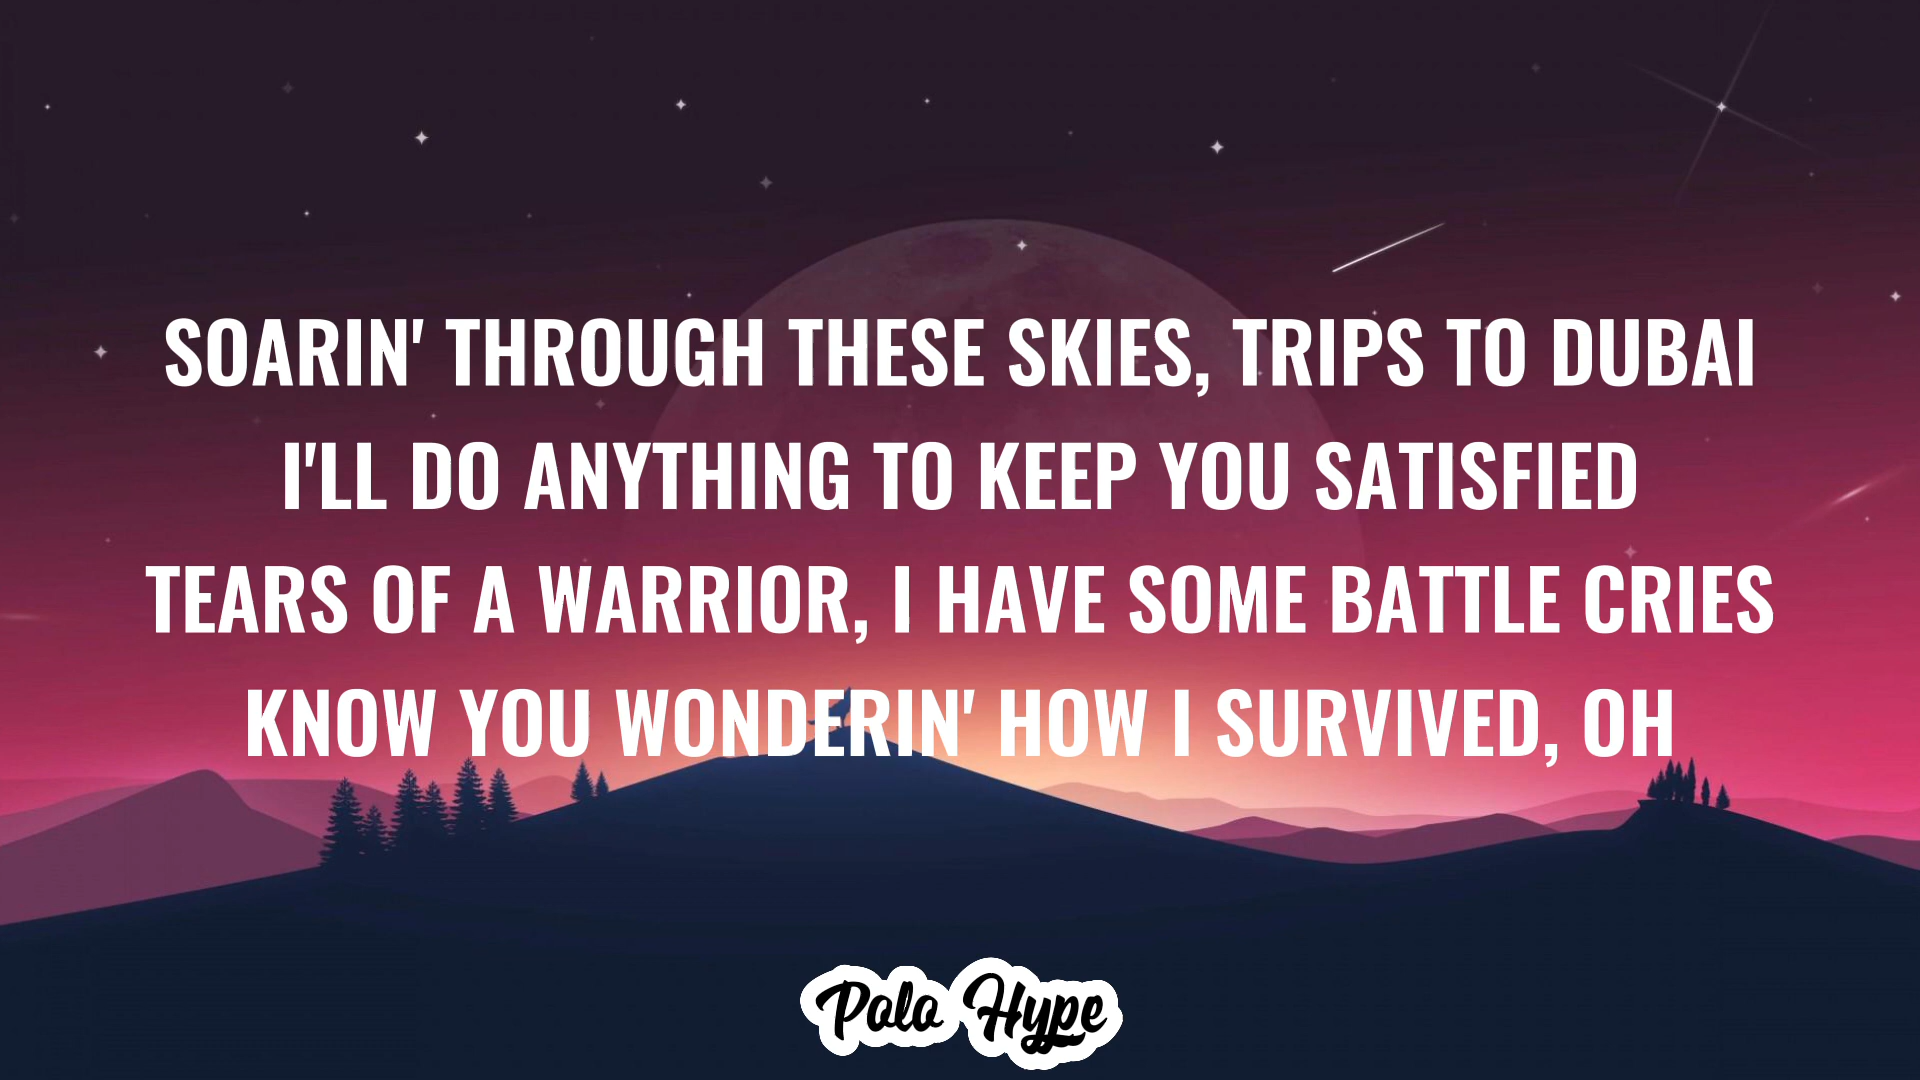 SOARIN' THROUGH THESE SKIES, TRIPS TO DUBAI
I'LL DO ANYTHING TO KEEP YOU SATISFIED
TEARS OF A WARRIOR, I HAVE SOME BATTLE CRIES
KNOW YOU WONDERIN' HOW I SURVIVED, OH
Polo Hype